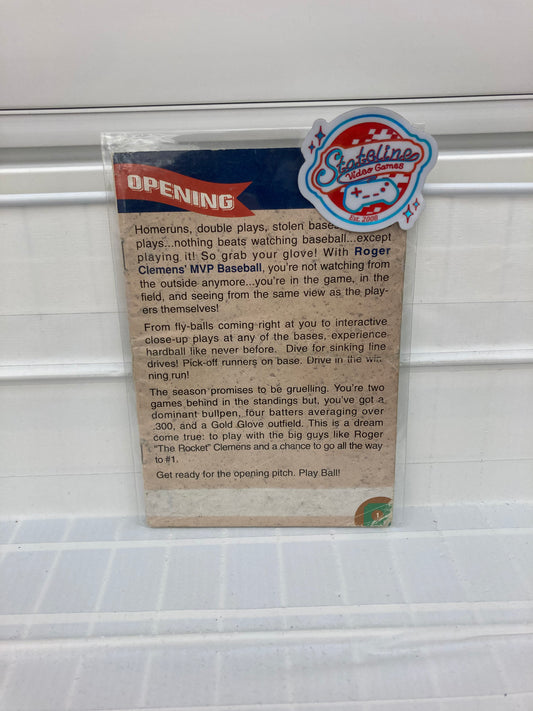 Stateline
Video Games
Est. 2008
OPENING
Homeruns, double plays, stolen
plays...nothing beats watching baseball...except
playing it! So grab your glove! With Roger
Clemens' MVP Baseball, you're not watching from
the outside anymore...you're in the game, in the
field, and seeing from the same view as the play-
ers themselves!
From fly-balls coming right at you to interactive
close-up plays at any of the bases, experience
hardball like never before. Dive for sinking line
drives! Pick-off runners on base. Drive in the win-
ning run!
The season promises to be gruelling. You're two
games behind in the standings but, you've got a
dominant bullpen, four batters averaging over
.300, and a Gold Glove outfield. This is a dream
come true: to play with the big guys like Roger
"The Rocket" Clemens and a chance to go all the way
to #1.
Get ready for the opening pitch. Play Ball!
1